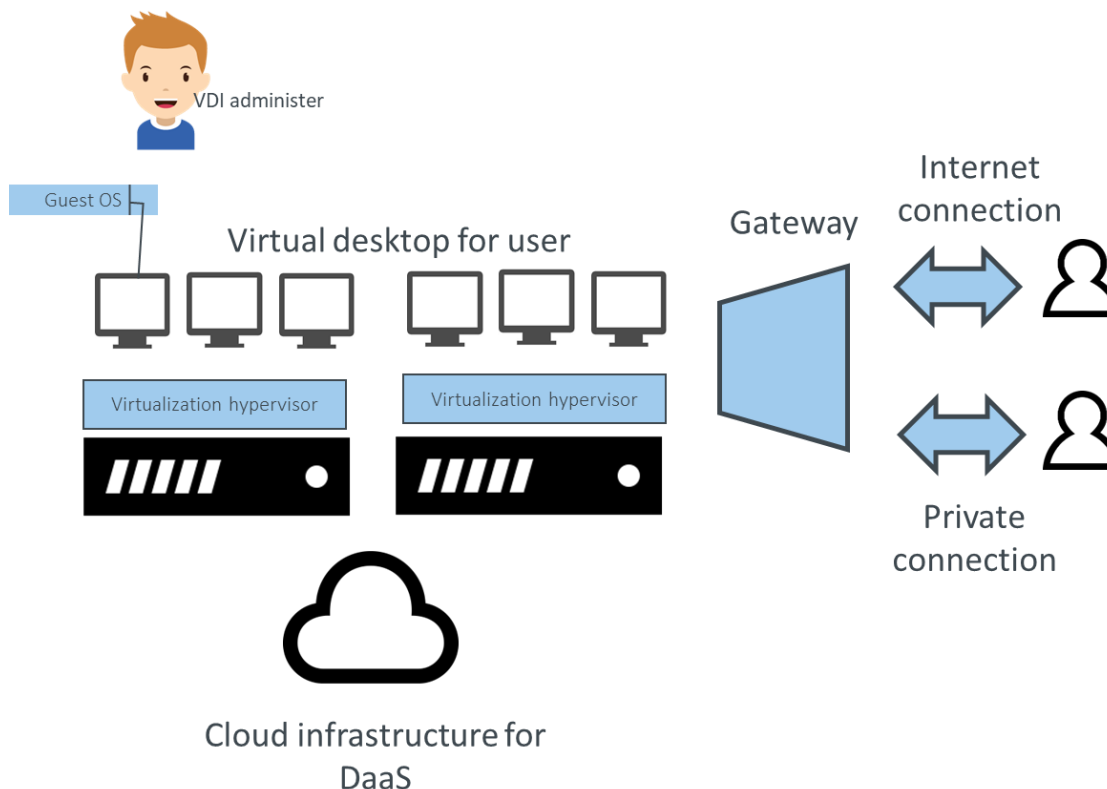 VDI administer
Guest OS
Virtual desktop for user
Gateway
Internet
connection
Virtualization hypervisor
Virtualization hypervisor
Private
connection
Cloud infrastructure for
DaaS